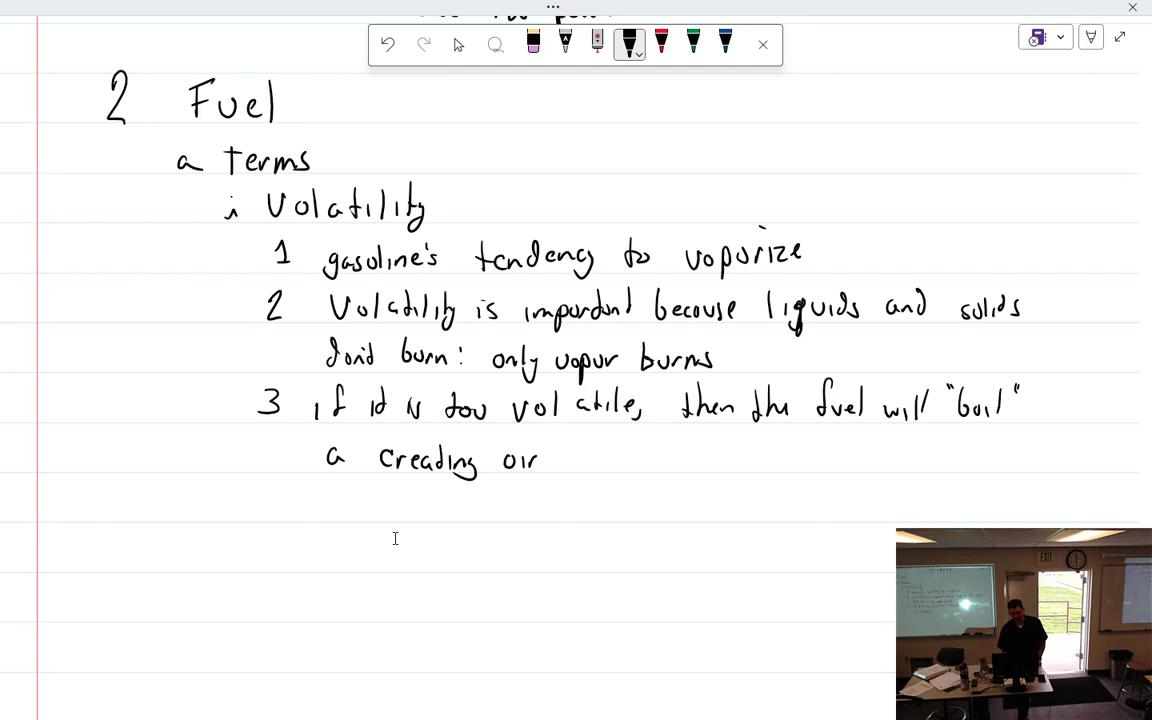 2 Fuel
a terms
i Volatility
1 gasoline's tendency to vaporize
2 Volatility is important because liquids and solids
don't burn: only vapor burns
3 if it is too volatile, then the fuel will "boil"
a creating air
EXIT